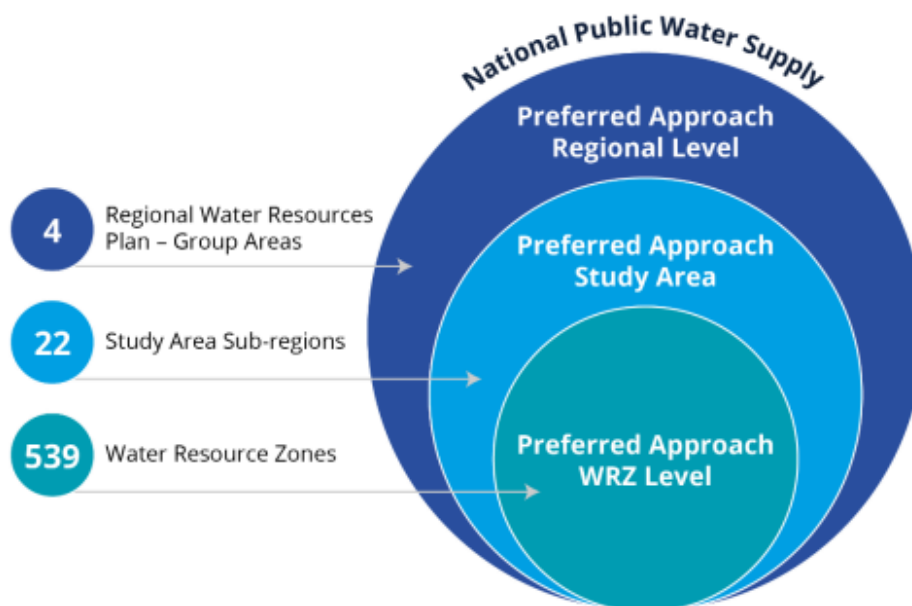 National Public Water Supply
Preferred Approach
Regional Level
4
Regional Water Resources
Plan – Group Areas
Preferred Approach
Study Area
22
Study Area Sub-regions
539
Water Resource Zones
Preferred Approach
WRZ Level